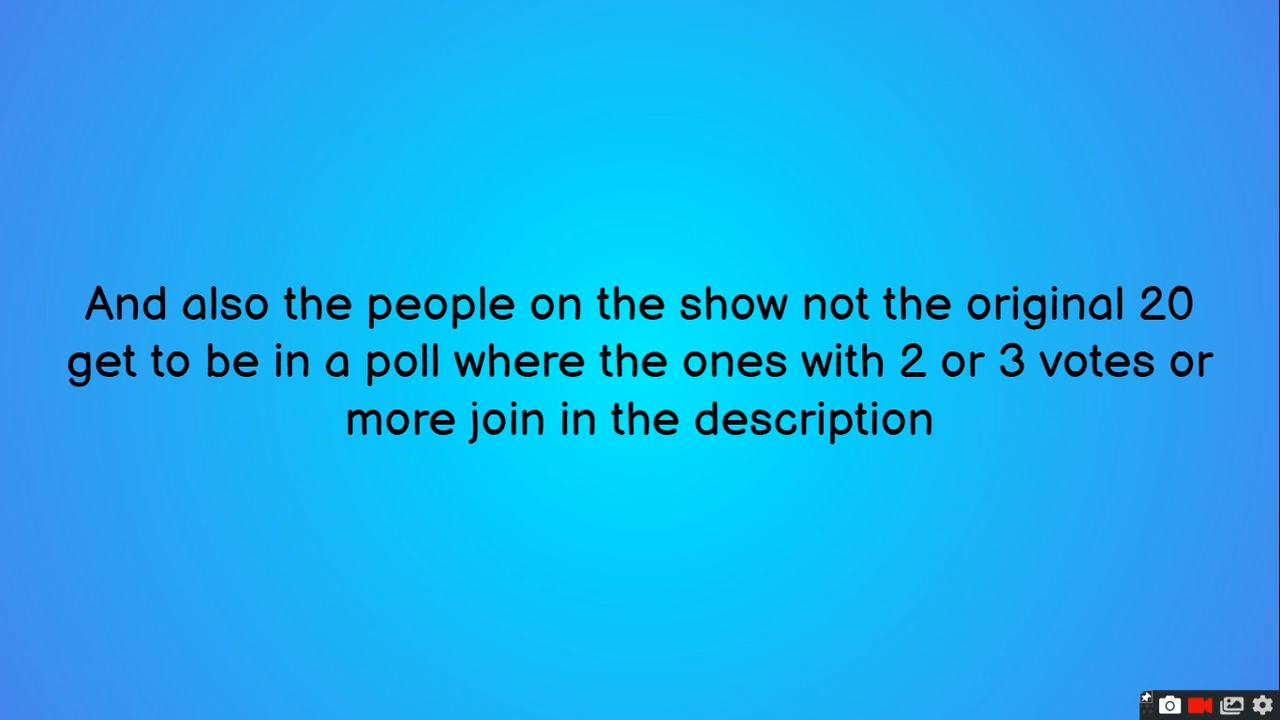 And also the people on the show not the original 20
get to be in a poll where the ones with 2 or 3 votes or
more join in the description